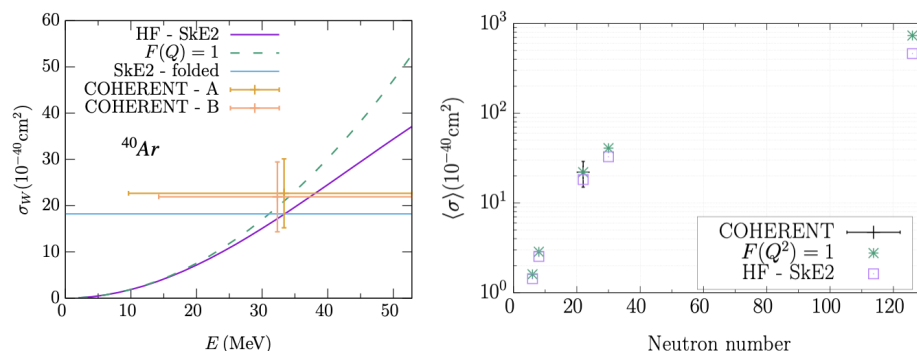 60
50
40
30
20
10
0
σ_W (10^{-40}cm^2)
HF - SkE2
F(Q) = 1
SkE2 - folded
COHERENT - A
COHERENT - B
^{40}Ar
0 10 20 30 40 50
E (MeV)
10^3
10^2
10^1
10^0
⟨σ⟩(10^{-40}cm^2)
COHERENT
F(Q^2) = 1
HF - SkE2
0 20 40 60 80 100 120
Neutron number